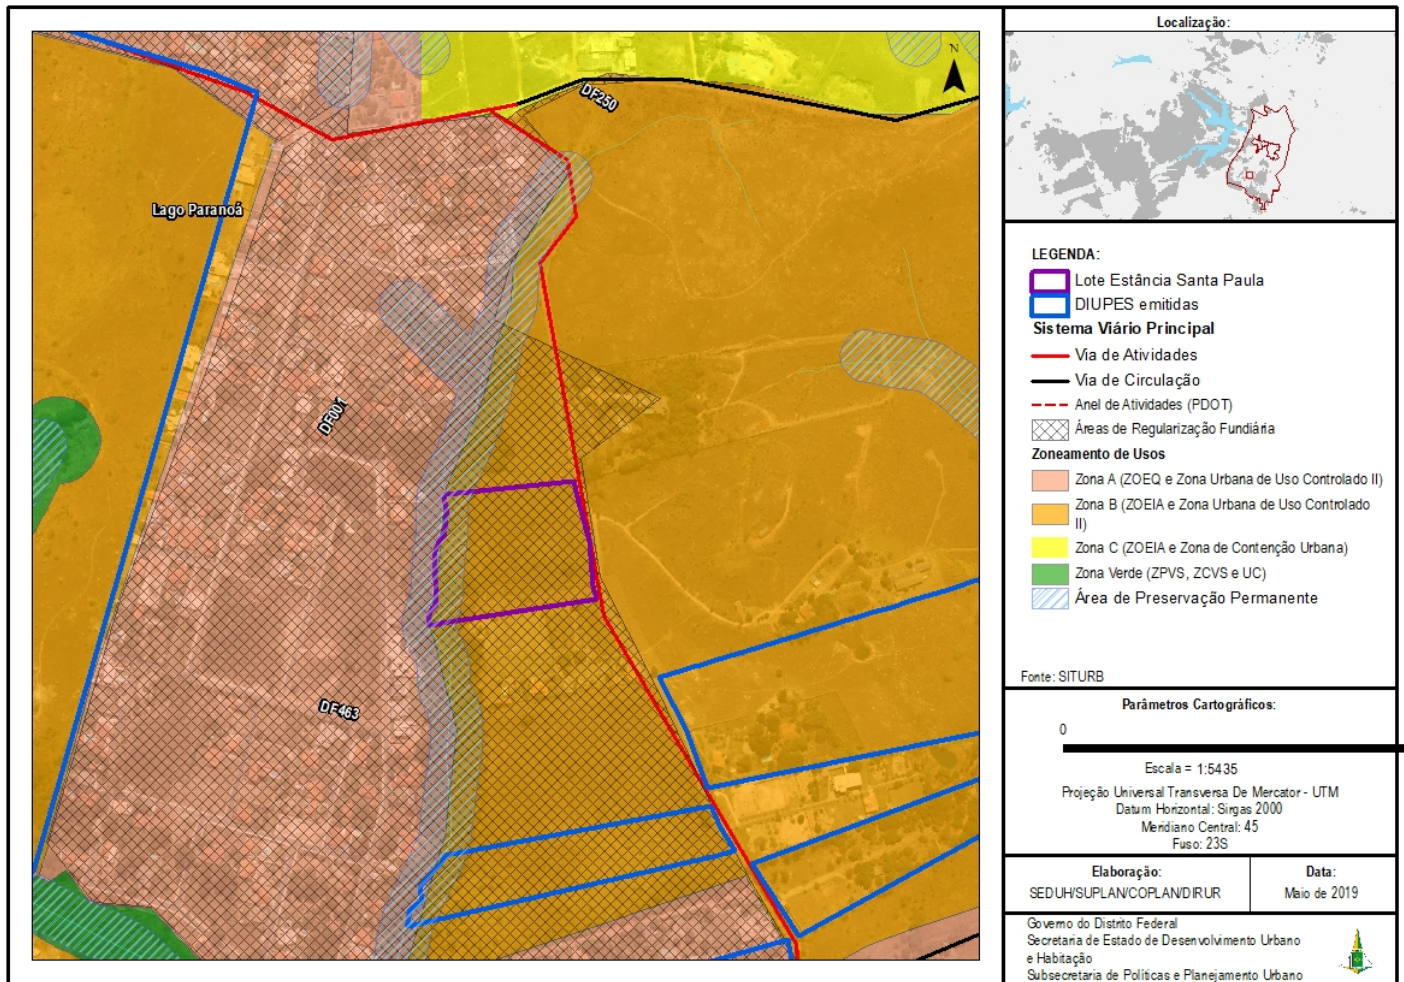 Localização:
N
DF250
Lago Paranoá
DF001
DF463
LEGENDA:
Lote Estância Santa Paula
DIUPES emitidas
Sistema Viário Principal
Via de Atividades
Via de Circulação
Anel de Atividades (PDOT)
Áreas de Regularização Fundiária
Zoneamento de Usos
Zona A (ZOEQ e Zona Urbana de Uso Controlado II)
Zona B (ZOEIA e Zona Urbana de Uso Controlado
II)
Zona C (ZOEIA e Zona de Contenção Urbana)
Zona Verde (ZPVS, ZCVS e UC)
Área de Preservação Permanente
Fonte: SITURB
Parâmetros Cartográficos:
0
Escala = 1:5435
Projeção Universal Transversa De Mercator - UTM
Datum Horizontal: Sirgas 2000
Meridiano Central: 45
Fuso: 23S
Elaboração:
SEDUH/SUPLAN/COPLAN/DIRUR
Data:
Maio de 2019
Governo do Distrito Federal
Secretaria de Estado de Desenvolvimento Urbano
e Habitação
Subsecretaria de Políticas e Planejamento Urbano